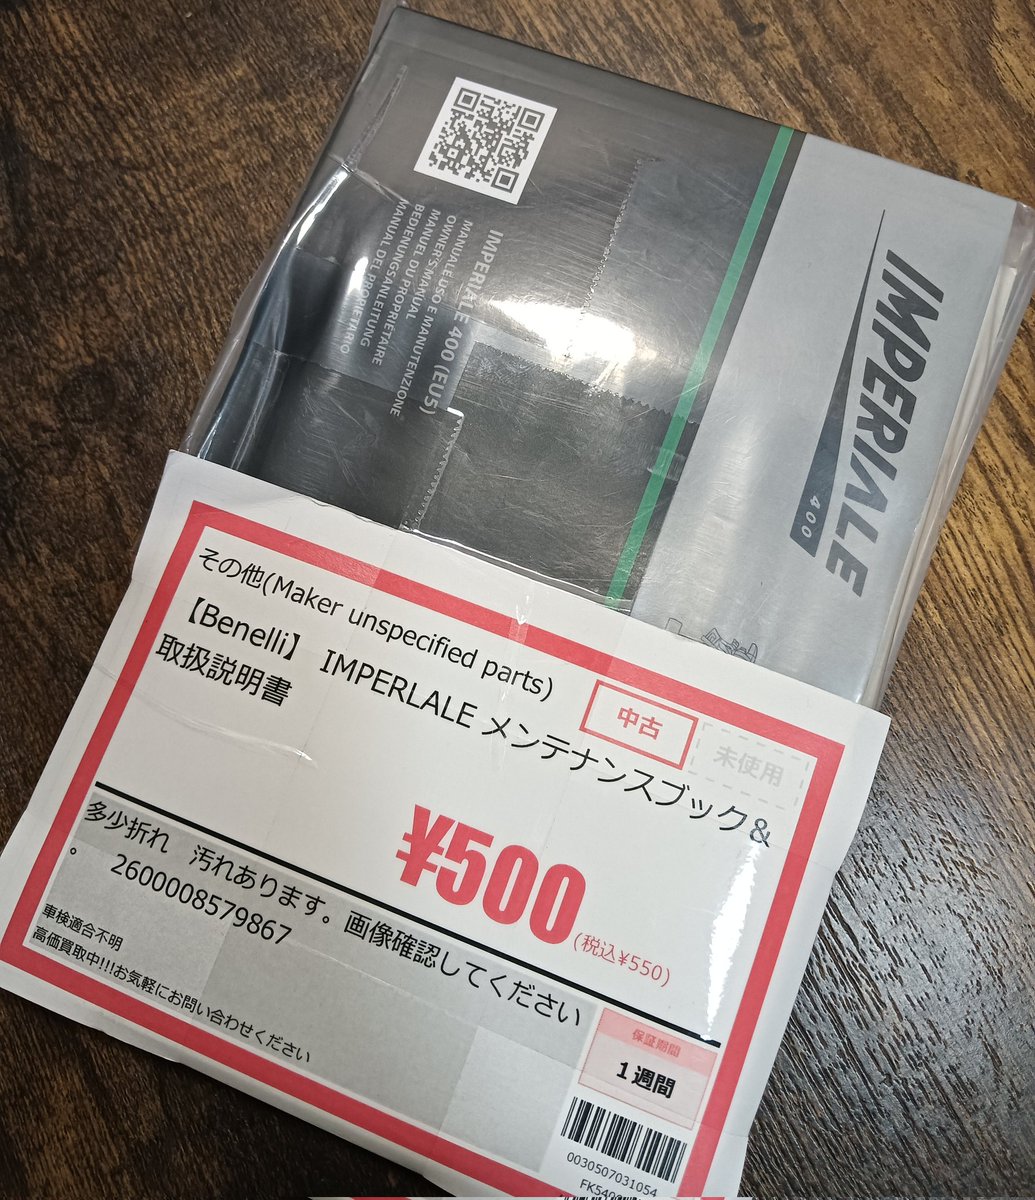 IMPERIALE
400
IMPERIALE 400 (EU5)
MANUALE USO E MANUTENZIONE
OWNER'S MANUAL
MANUEL DU PROPRIÉTAIRE
BEDIENUNGSANLEITUNG
MANUAL DEL PROPIETARIO
その他(Maker unspecified parts)
【Benelli】 IMPERLALE メンテナンスブック&
取扱説明書
中古
未使用
¥500
(税込¥550)
多少折れ 汚れあります。画像確認してください
。 2600008579867
車検適合不明
高価買取中!!!お気軽にお問い合わせください
保証期間
1週間
0030507031054